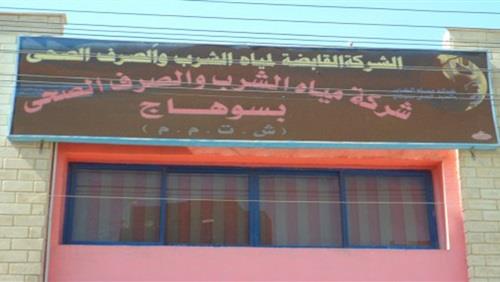 الشركة القابضة لمياه الشرب والصرف الصحى
شركة مياه الشرب والصرف الصحى
بسوهاج
(ش . ت . م . م)